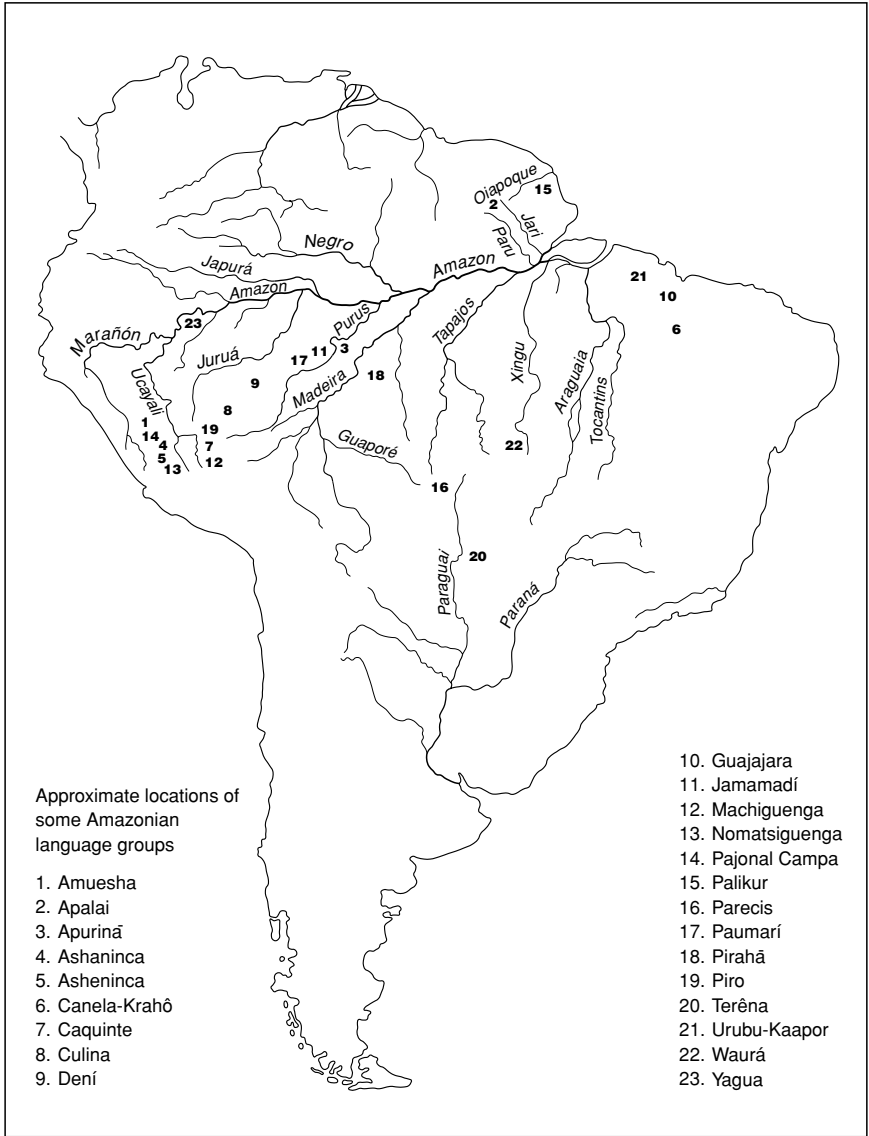 Oiapoque
15
2
Jari
Paru
Negro
Amazon
Japurá
Amazon
21
10
6
23
Marañón
Purus
Tapajos
Juruá
17
11
3
18
Xingu
Araguaia
Tocantins
Ucayali
9
Madeira
8
1
14
4
5
13
19
7
12
Guaporé
22
16
20
Paraguai
Paraná
Approximate locations of
some Amazonian
language groups
1. Amuesha
2. Apalai
3. Apurinã
4. Ashaninca
5. Asheninca
6. Canela-Krahô
7. Caquinte
8. Culina
9. Dení
10. Guajajara
11. Jamamadí
12. Machiguenga
13. Nomatsiguenga
14. Pajonal Campa
15. Palikur
16. Parecis
17. Paumarí
18. Pirahã
19. Piro
20. Terêna
21. Urubu-Kaapor
22. Waurá
23. Yagua